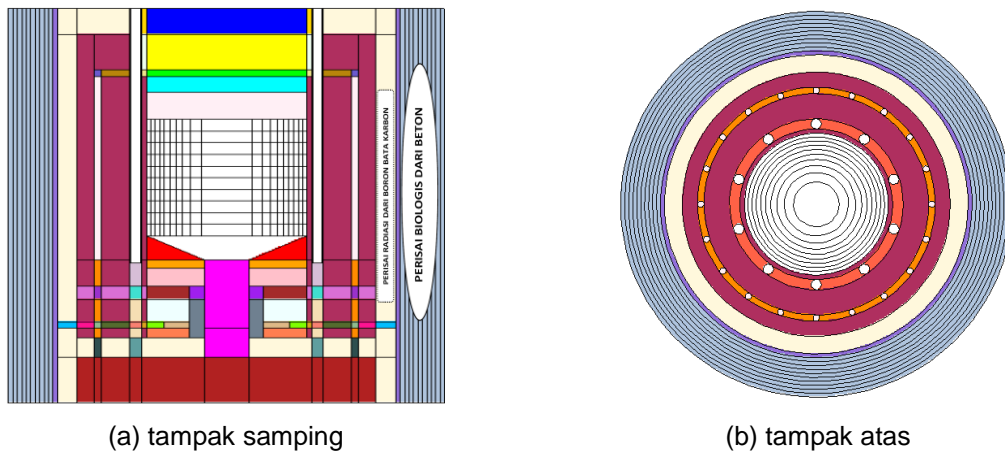 PERISAI RADIASI DARI BORON BATA KARBON
PERISAI BIOLOGIS DARI BETON
(a) tampak samping
(b) tampak atas